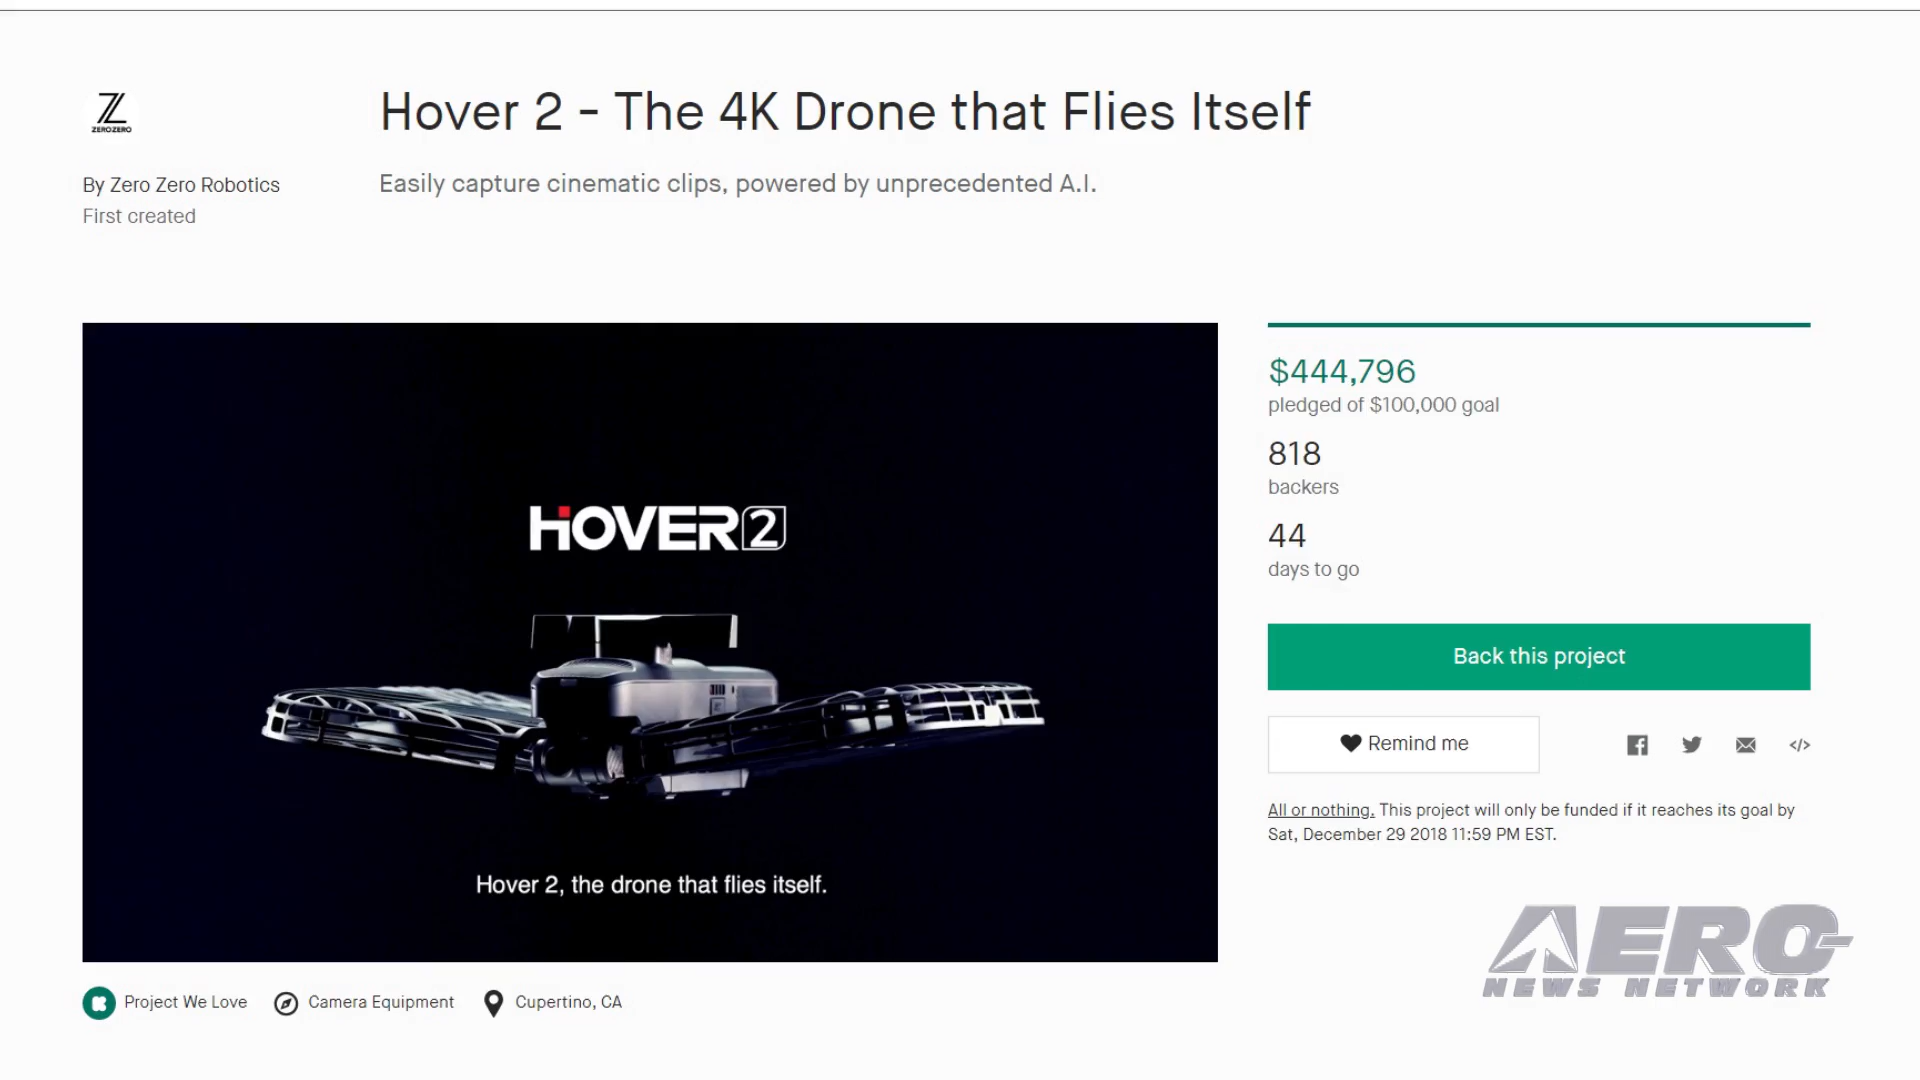 ZEROZERO
Hover 2 - The 4K Drone that Flies Itself
By Zero Zero Robotics
First created
Easily capture cinematic clips, powered by unprecedented A.I.
HOVER 2
Hover 2, the drone that flies itself.
$444,796
pledged of $100,000 goal
818
backers
44
days to go
Back this project
Remind me
All or nothing. This project will only be funded if it reaches its goal by
Sat, December 29 2018 11:59 PM EST.
Project We Love
Camera Equipment
Cupertino, CA
AERO-
NEWS NETWORK